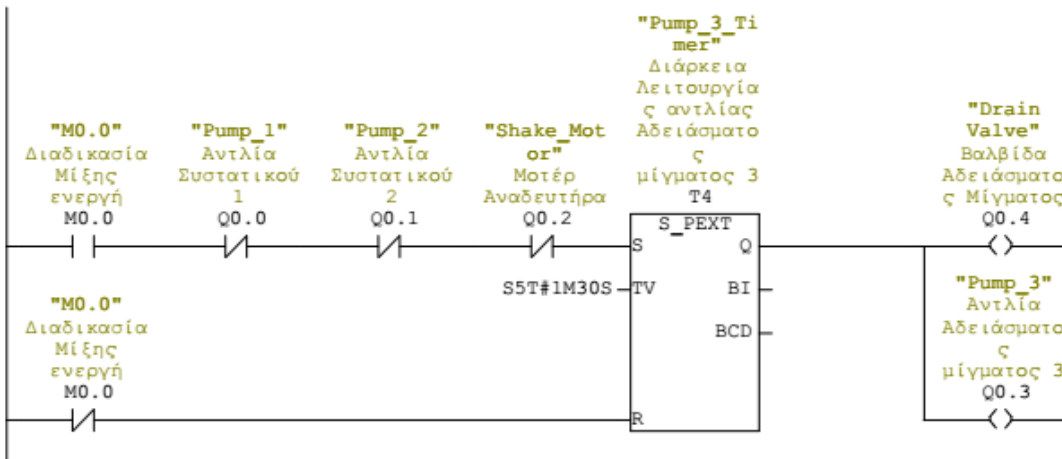 "Pump_3_Ti
mer"
Διάρκεια
Λειτουργία
ς αντλίας
Αδειάσματο
ς
μίγματος 3
T4
"M0.0"
Διαδικασία
Μίξης
ενεργή
M0.0
"Pump_1"
Αντλία
Συστατικού
1
Q0.0
"Pump_2"
Αντλία
Συστατικού
2
Q0.1
"Shake_Mot
or"
Μοτέρ
Αναδευτήρα
Q0.2
"Drain
Valve"
Βαλβίδα
Αδειάσματο
ς Μίγματος
Q0.4
S_PEXT
S Q
S5T#1M30S TV BI
BCD
R
"M0.0"
Διαδικασία
Μίξης
ενεργή
M0.0
"Pump_3"
Αντλία
Αδειάσματο
ς
μίγματος 3
Q0.3